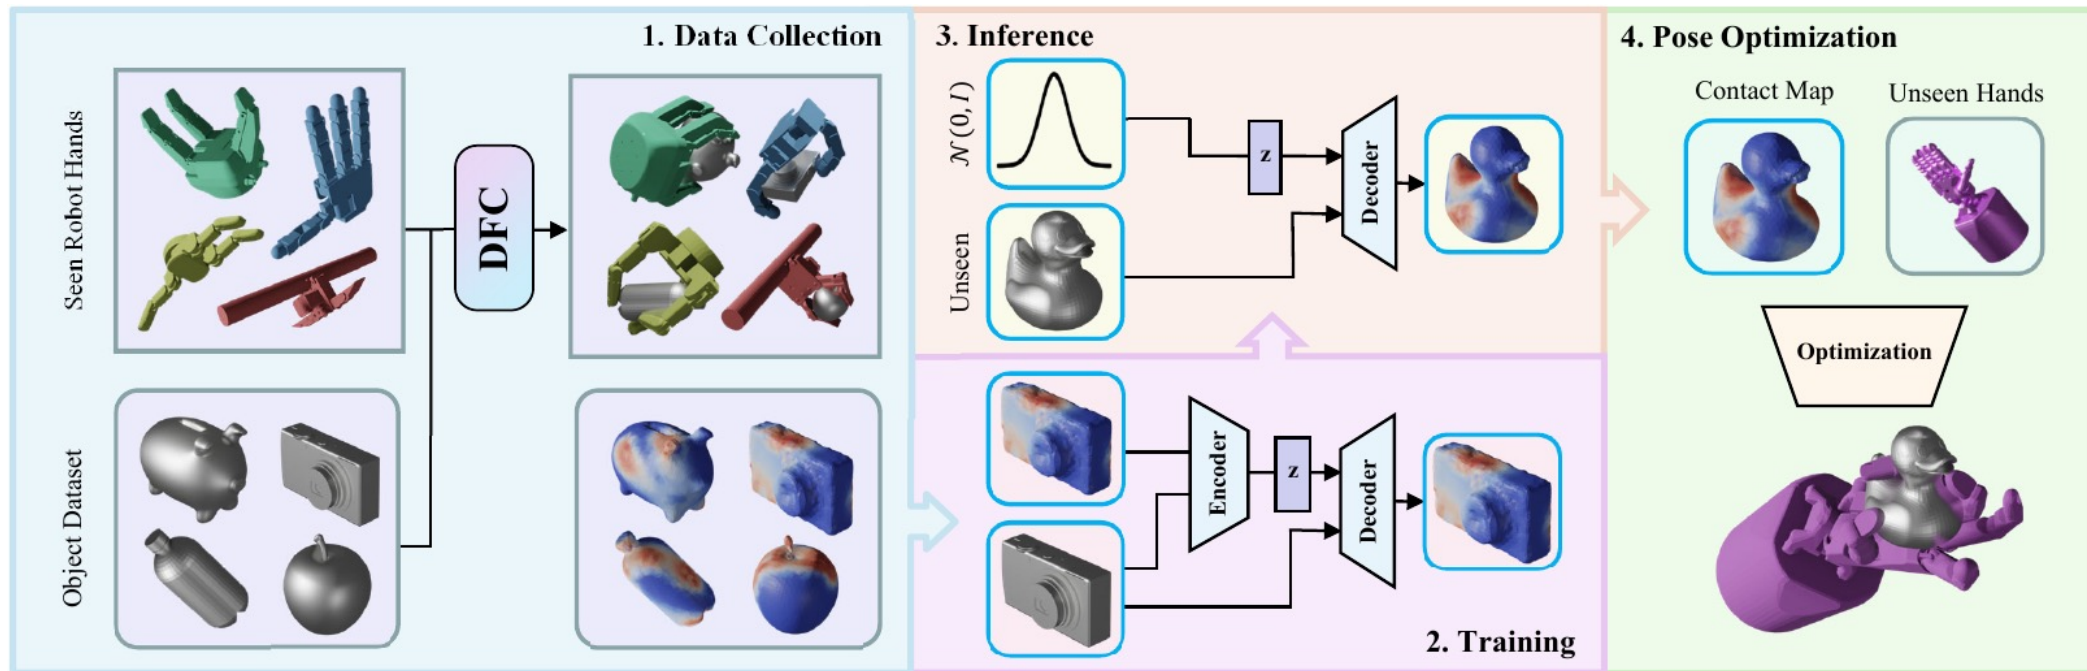 1. Data Collection
Seen Robot Hands
DFC
Object Dataset
3. Inference
𝒩(0, I)
z
Decoder
Unseen
Encoder
z
Decoder
2. Training
4. Pose Optimization
Contact Map
Unseen Hands
Optimization